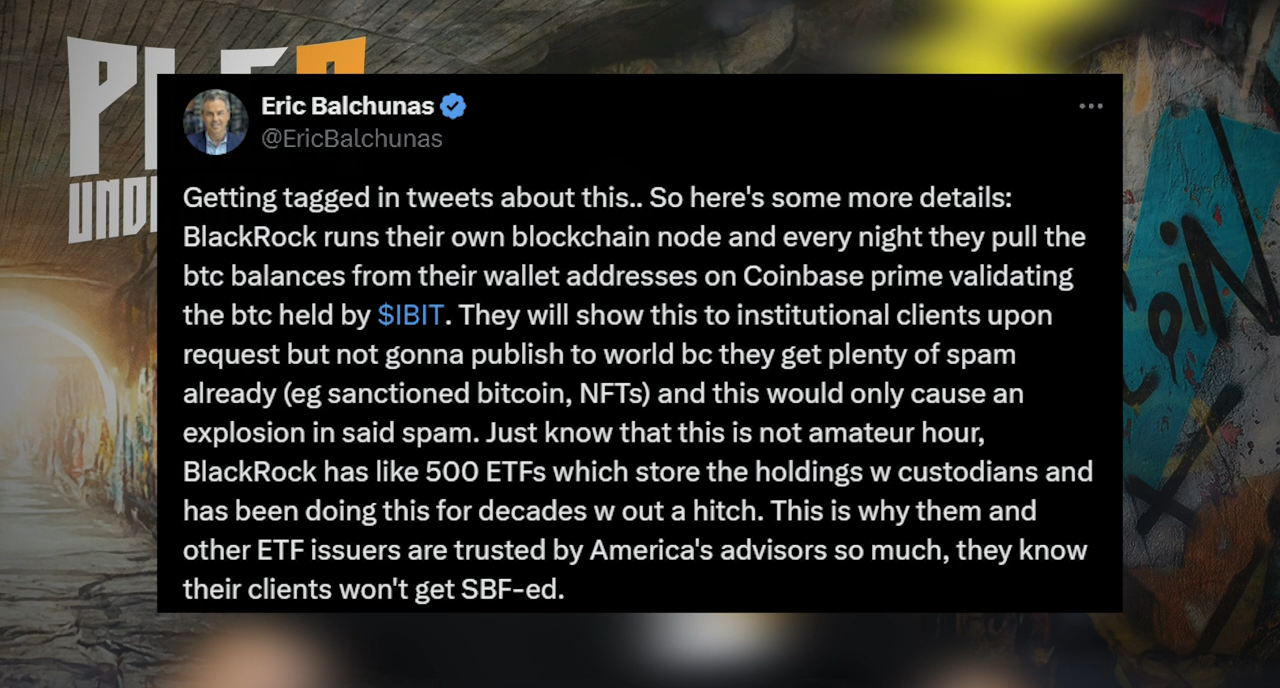 Eric Balchunas
@EricBalchunas
Getting tagged in tweets about this.. So here's some more details:
BlackRock runs their own blockchain node and every night they pull the
btc balances from their wallet addresses on Coinbase prime validating
the btc held by $IBIT. They will show this to institutional clients upon
request but not gonna publish to world bc they get plenty of spam
already (eg sanctioned bitcoin, NFTs) and this would only cause an
explosion in said spam. Just know that this is not amateur hour,
BlackRock has like 500 ETFs which store the holdings w custodians and
has been doing this for decades w out a hitch. This is why them and
other ETF issuers are trusted by America's advisors so much, they know
their clients won't get SBF-ed.